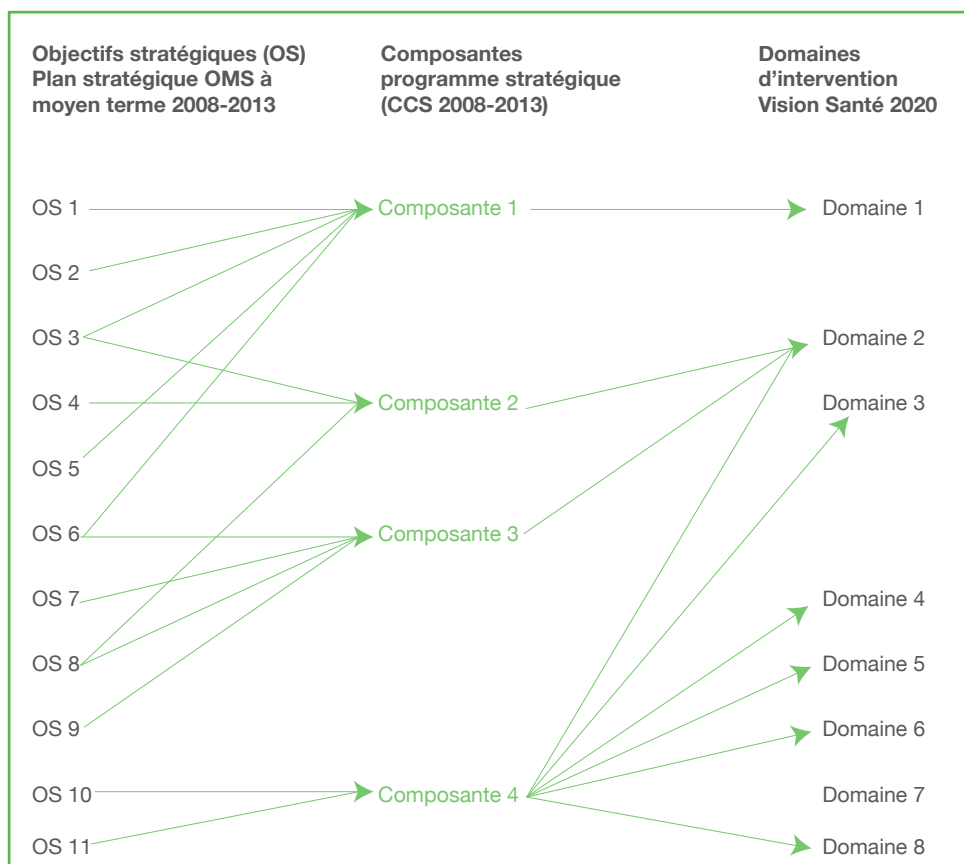 Objectifs stratégiques (OS)
Plan stratégique OMS à
moyen terme 2008-2013
Composantes
programme stratégique
(CCS 2008-2013)
Domaines
d’intervention
Vision Santé 2020
OS 1
Composante 1
Domaine 1
OS 2
OS 3
Domaine 2
OS 4
Composante 2
Domaine 3
OS 5
OS 6
Composante 3
OS 7
Domaine 4
OS 8
Domaine 5
OS 9
Domaine 6
OS 10
Composante 4
Domaine 7
OS 11
Domaine 8